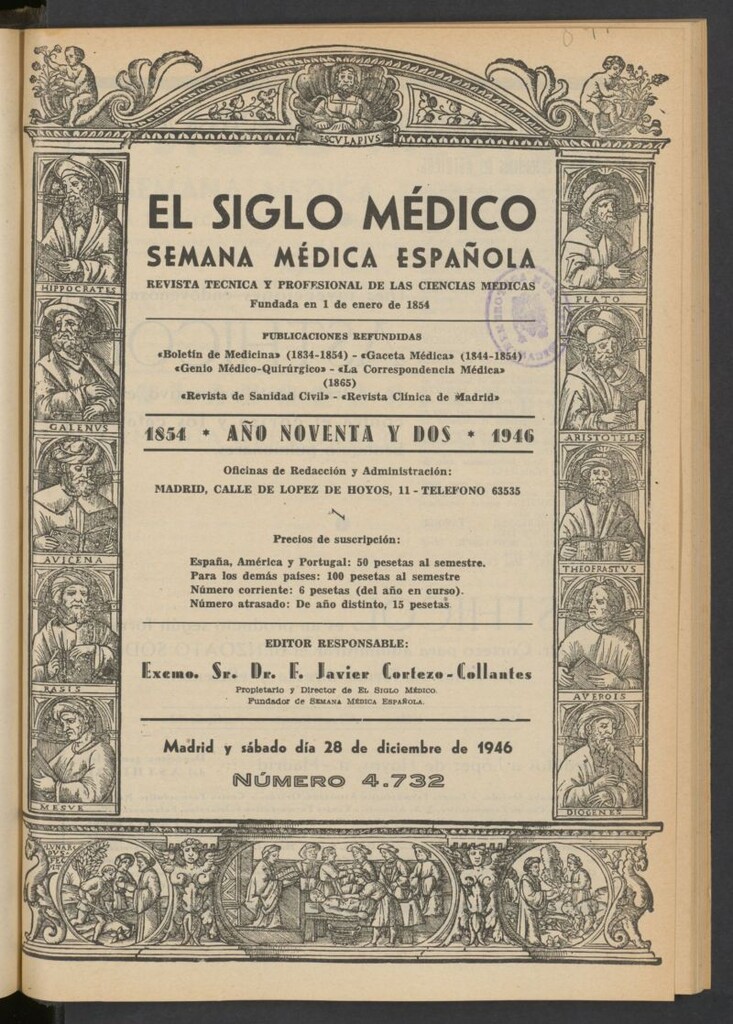 ESCVLAPIVS
EL SIGLO MÉDICO
SEMANA MÉDICA ESPAÑOLA
REVISTA TECNICA Y PROFESIONAL DE LAS CIENCIAS MEDICAS
Fundada en 1 de enero de 1854
PUBLICACIONES REFUNDIDAS
«Boletín de Medicina» (1834-1854) - «Gaceta Médica» (1844-1854)
«Genio Médico-Quirúrgico» - «La Correspondencia Médica»
(1865)
«Revista de Sanidad Civil» - «Revista Clínica de Madrid»
1854 * AÑO NOVENTA Y DOS * 1946
Oficinas de Redacción y Administración:
MADRID, CALLE DE LOPEZ DE HOYOS, 11 - TELEFONO 63535
Precios de suscripción:
España, América y Portugal: 50 pesetas al semestre.
Para los demás países: 100 pesetas al semestre
Número corriente: 6 pesetas (del año en curso).
Número atrasado: De año distinto, 15 pesetas
EDITOR RESPONSABLE:
Excmo. Sr. Dr. F. Javier Cortezo-Collantes
Propietario y Director de EL SIGLO MÉDICO.
Fundador de SEMANA MÉDICA ESPAÑOLA.
Madrid y sábado día 28 de diciembre de 1946
NÚMERO 4.732
HIPPOCRATES
GALENVS
AVICENA
RASIS
MESVE
PLATO
ARISTOTELES
THEOFRASTVS
AVEROIS
DIOGENES